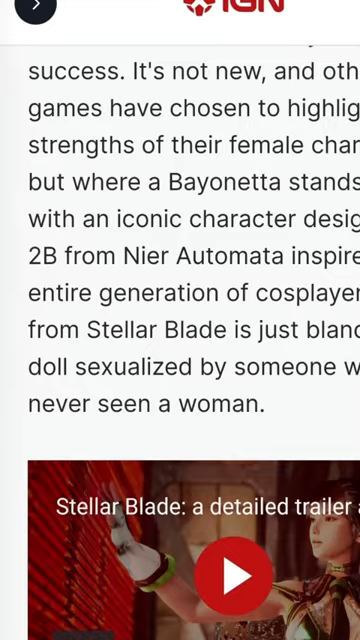 IGN
success. It's not new, and oth
games have chosen to highlig
strengths of their female char
but where a Bayonetta stands
with an iconic character desig
2B from Nier Automata inspire
entire generation of cosplayer
from Stellar Blade is just blanc
doll sexualized by someone w
never seen a woman.
Stellar Blade: a detailed trailer a